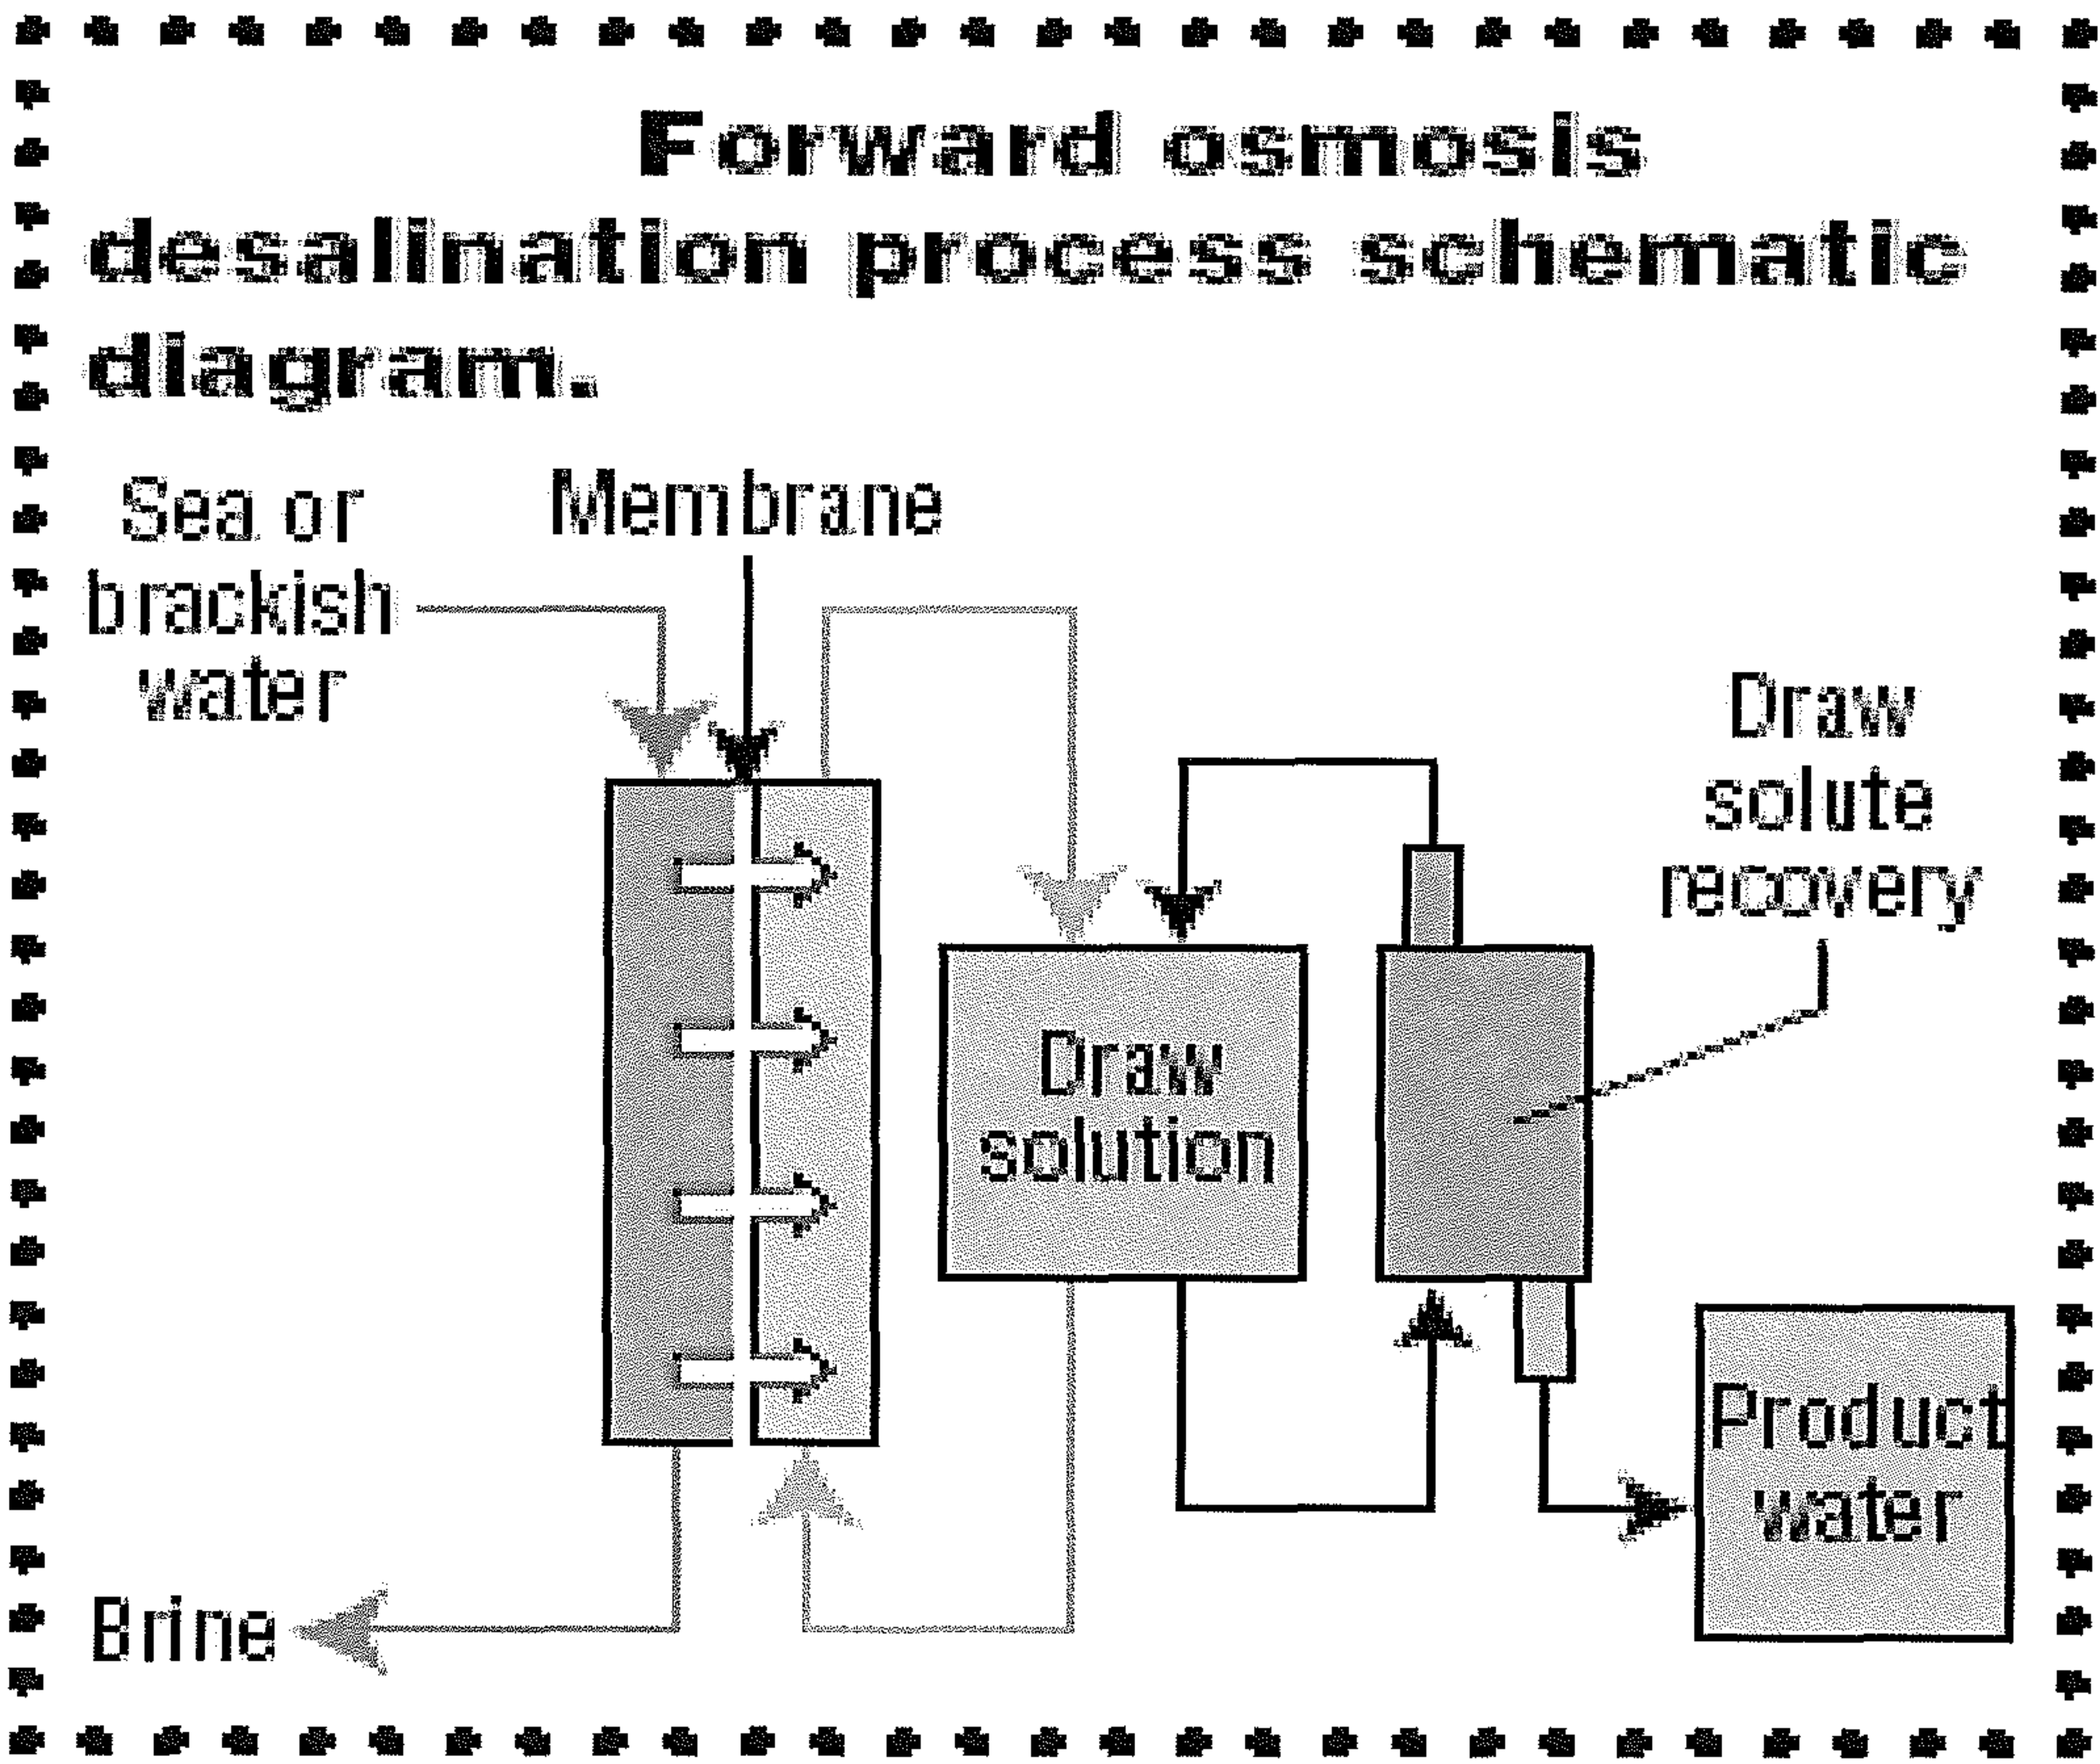 Forward osmosis
desalination process schematic
diagram.
Sea or
brackish
water
Membrane
Draw
solute
recovery
Draw
solution
Product
water
Brine